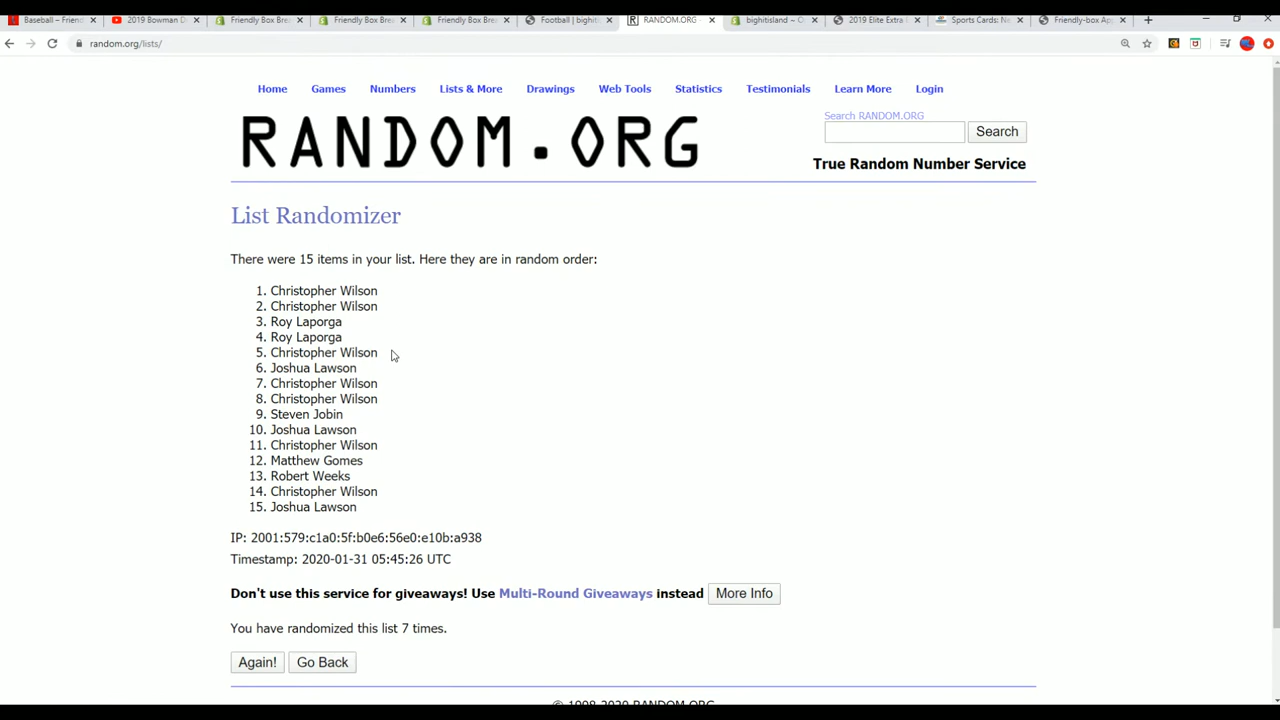 Baseball – Friend
2019 Bowman D
Friendly Box Bre
Friendly Box Brea
Friendly Box Bre
Football | bighiti
RANDOM.ORG
bighitisland – O
2019 Elite Extra
Sports Cards: Ne
Friendly-box App
random.org/lists/
Home Games Numbers Lists & More Drawings Web Tools Statistics Testimonials Learn More Login
RANDOM.ORG
Search RANDOM.ORG
Search
True Random Number Service
List Randomizer
There were 15 items in your list. Here they are in random order:
1. Christopher Wilson
2. Christopher Wilson
3. Roy Laporga
4. Roy Laporga
5. Christopher Wilson
6. Joshua Lawson
7. Christopher Wilson
8. Christopher Wilson
9. Steven Jobin
10. Joshua Lawson
11. Christopher Wilson
12. Matthew Gomes
13. Robert Weeks
14. Christopher Wilson
15. Joshua Lawson
IP: 2001:579:c1a0:5f:b0e6:56e0:e10b:a938
Timestamp: 2020-01-31 05:45:26 UTC
Don't use this service for giveaways! Use Multi-Round Giveaways instead More Info
You have randomized this list 7 times.
Again! Go Back
© 1998-2020 RANDOM.ORG